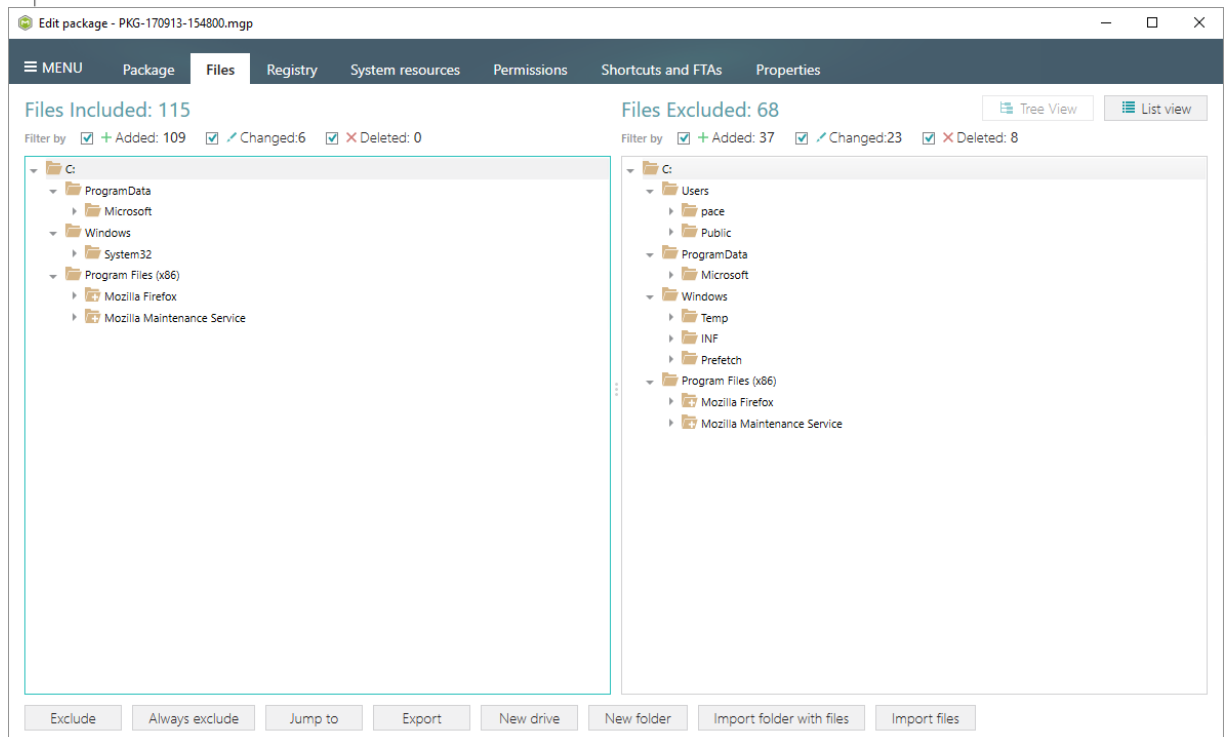 Edit package - PKG-170913-154800.mgp
MENU Package Files Registry System resources Permissions Shortcuts and FTAs Properties
Files Included: 115
Filter by + Added: 109 Changed:6 Deleted: 0
C:
ProgramData
Microsoft
Windows
System32
Program Files (x86)
Mozilla Firefox
Mozilla Maintenance Service
Files Excluded: 68
Tree View List view
Filter by + Added: 37 Changed:23 Deleted: 8
C:
Users
pace
Public
ProgramData
Microsoft
Windows
Temp
INF
Prefetch
Program Files (x86)
Mozilla Firefox
Mozilla Maintenance Service
Exclude Always exclude Jump to Export New drive New folder Import folder with files Import files